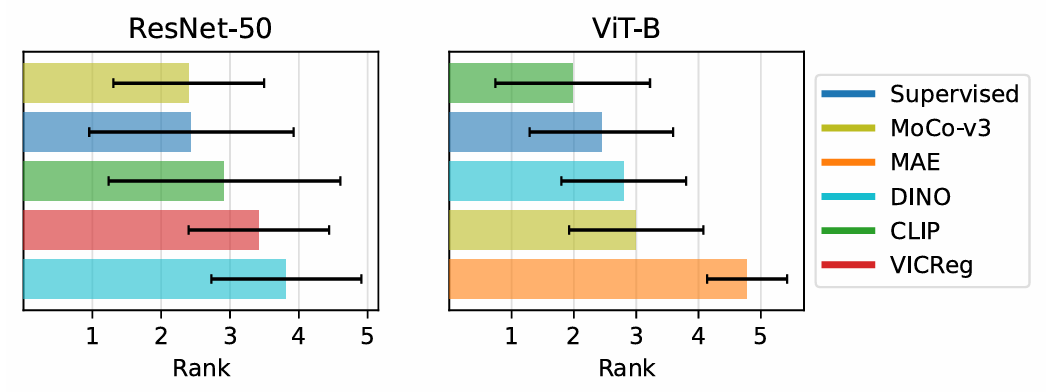 ResNet-50
1 2 3 4 5
Rank
ViT-B
1 2 3 4 5
Rank
Supervised
MoCo-v3
MAE
DINO
CLIP
VICReg